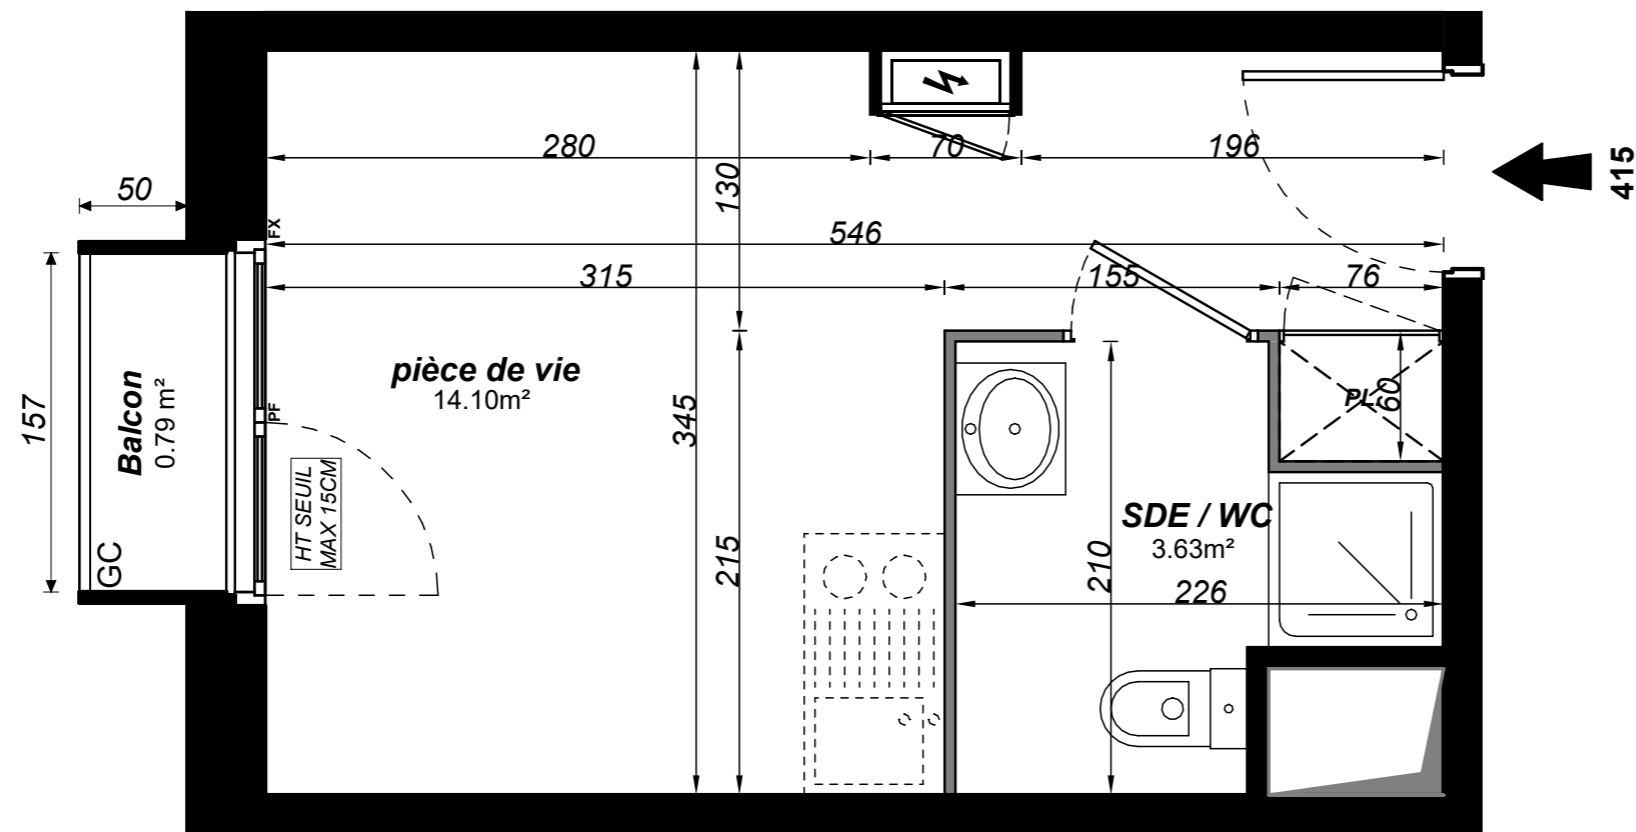 280
70
196
415
50
130
FX
546
315
155
76
pièce de vie
14.10m²
Balcon
0.79 m²
157
PF
345
PL
60
HT SEUIL
MAX 15CM
GC
SDE / WC
3.63m²
215
210
226